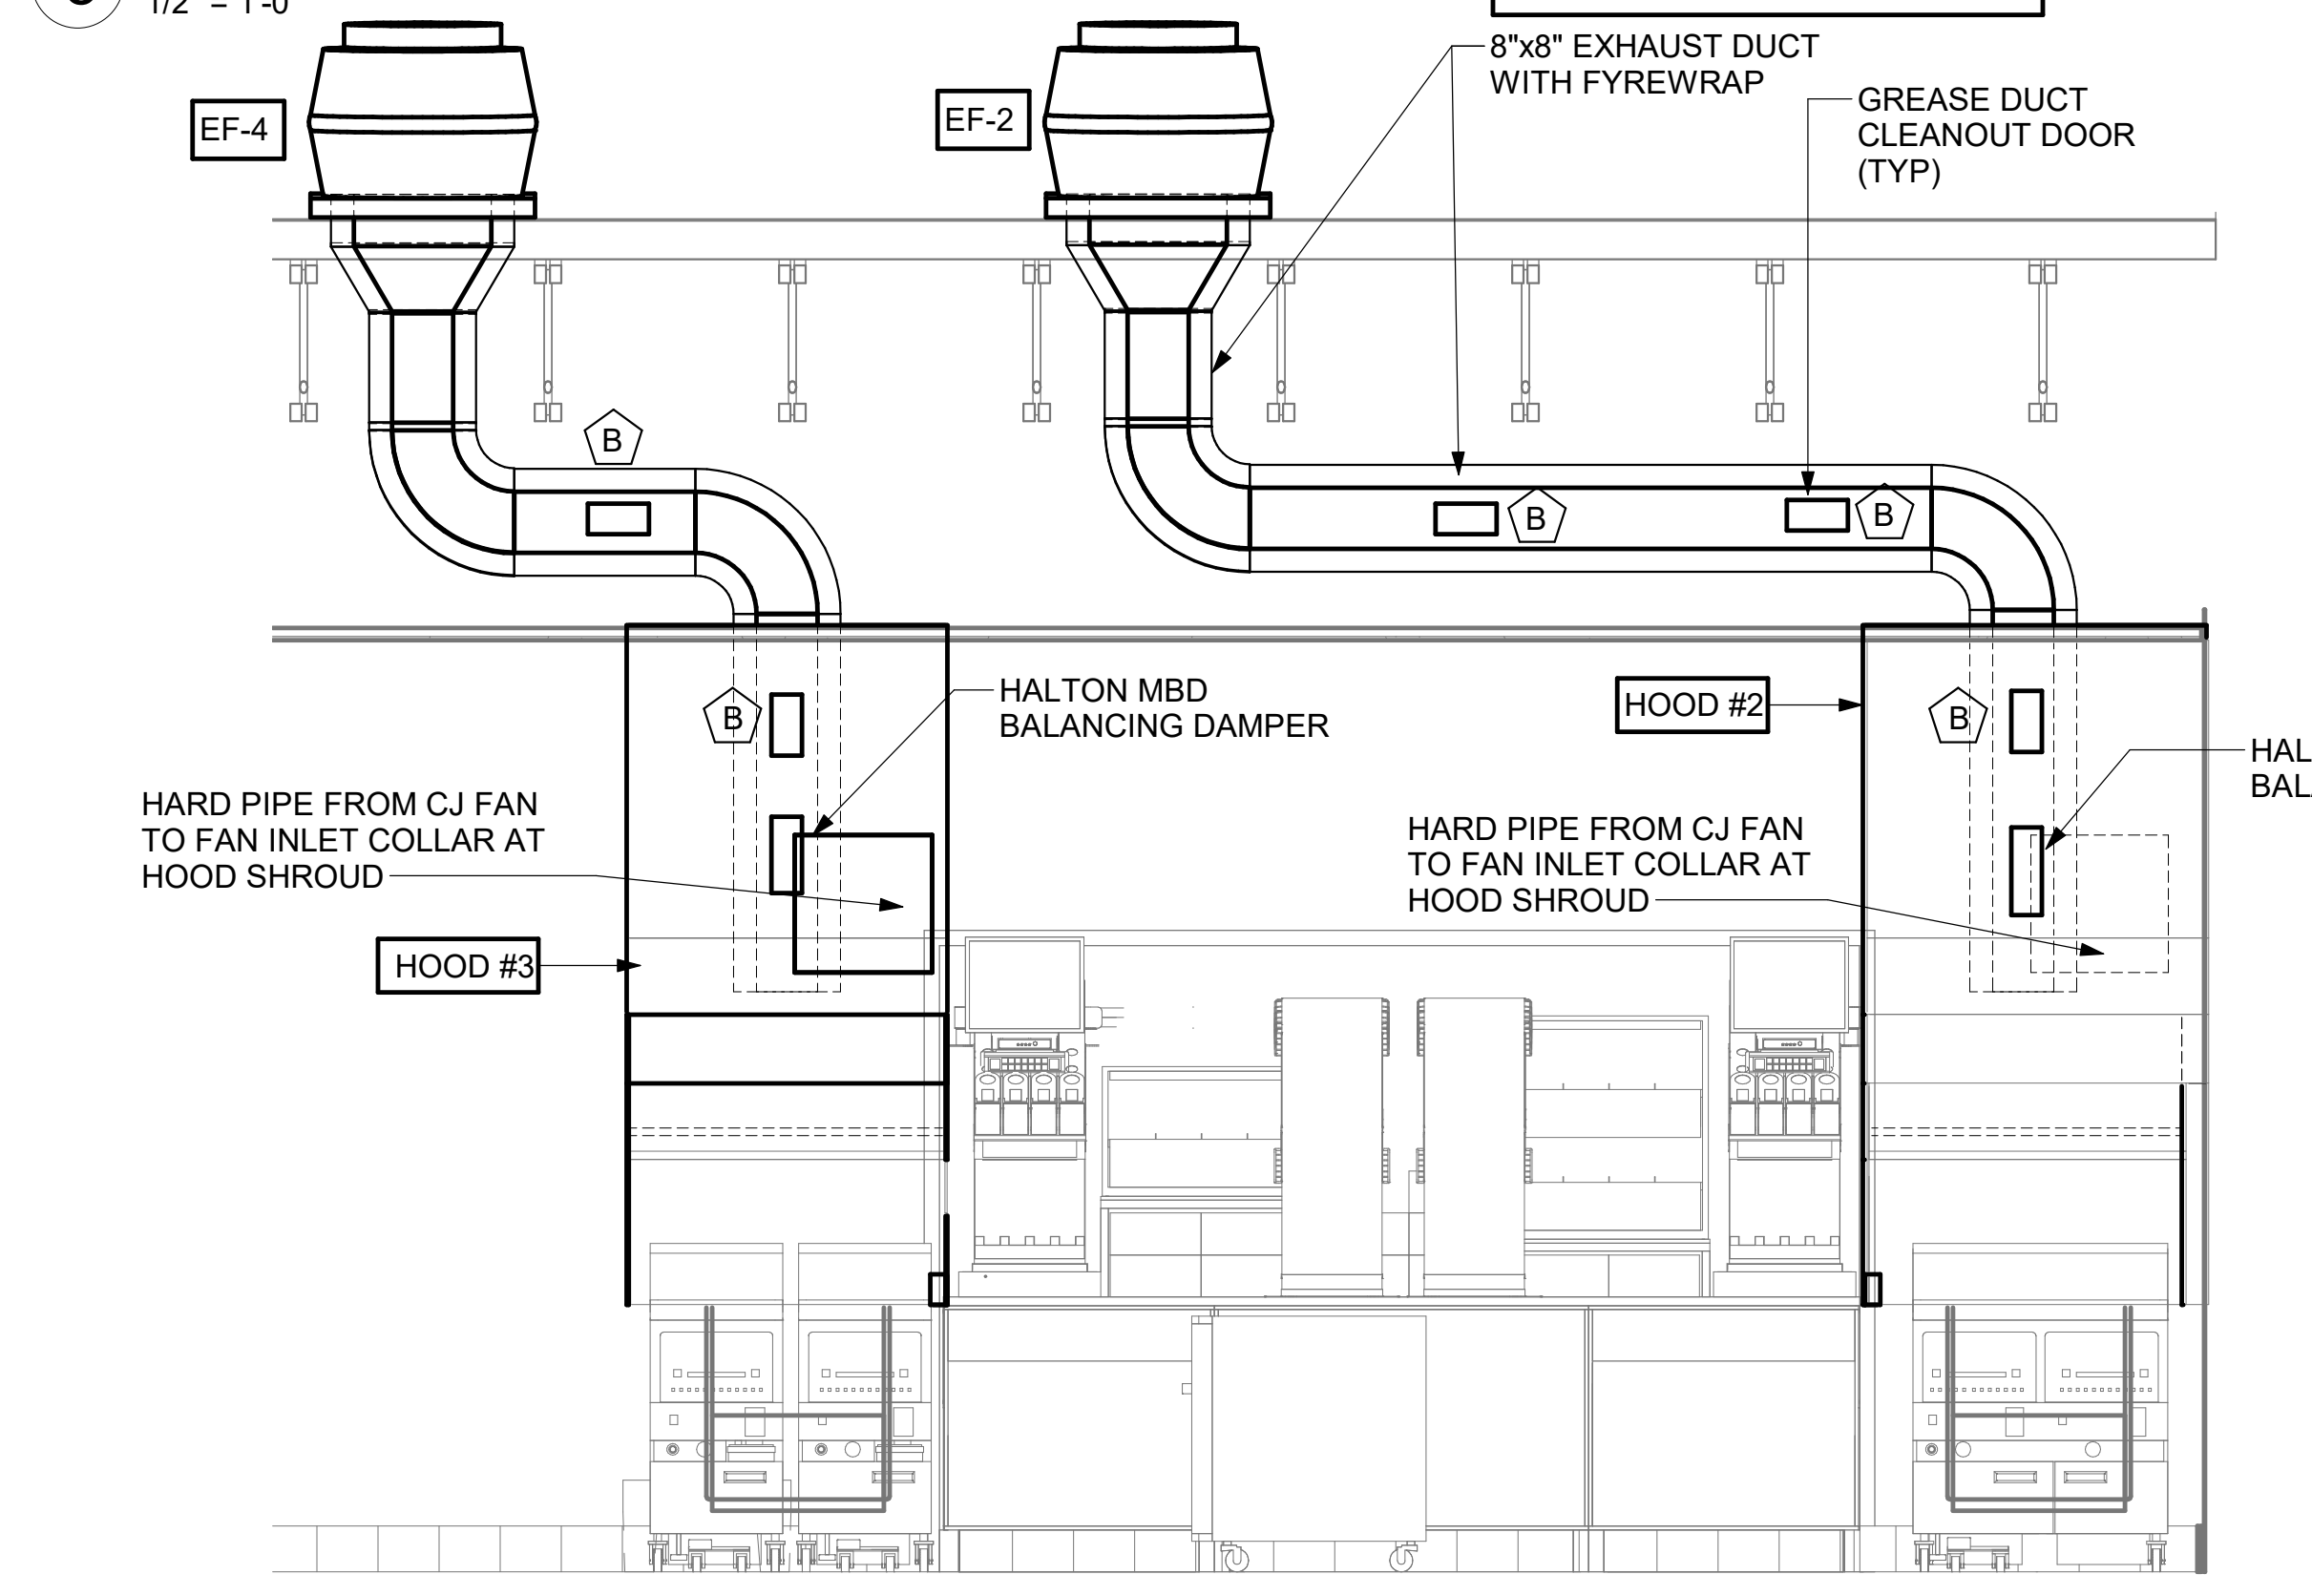 1/2" = 1'-0"
8"x8" EXHAUST DUCT
WITH FYREWRAP
GREASE DUCT
CLEANOUT DOOR
(TYP)
EF-4
EF-2
B
B
B
HALTON MBD
BALANCING DAMPER
HOOD #2
B
B
HAL
BALA
HARD PIPE FROM CJ FAN
TO FAN INLET COLLAR AT
HOOD SHROUD
HARD PIPE FROM CJ FAN
TO FAN INLET COLLAR AT
HOOD SHROUD
HOOD #3